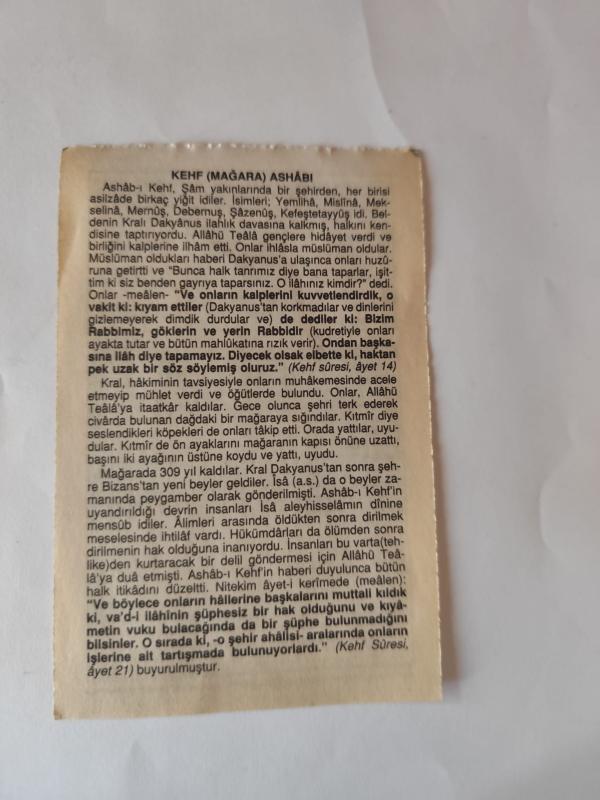 KEHF (MAĞARA) ASHÂBI
Ashâb-ı Kehf, Şâm yakınlarında bir şehirden, her birisi
asilzâde birkaç yiğit idiler. İsimleri; Yemlîhâ, Mislînâ, Mek-
selinâ, Mernûş, Debernuş, Şâzenûş, Kefeştetayyûş idi. Bel-
denin Kralı Dakyânus ilahlık davasına kalkmış, halkını ken-
disine taptırıyordu. Allâhü Teâlâ gençlere hidâyet verdi ve
birliğini kalplerine ilhâm etti. Onlar ihlâsla müslüman oldular.
Müslüman oldukları haberi Dakyanus'a ulaşınca onları huzû-
runa getirtti ve "Bunca halk tanrımız diye bana taparlar, işit-
tim ki siz benden gayrıya taparsınız. O ilâhınız kimdir?" dedi.
Onlar -meâlen- "Ve onların kalplerini kuvvetlendirdik, o
vakit ki: kıyam ettiler (Dakyanus'tan korkmadılar ve dinlerini
gizlemeyerek dimdik durdular ve) de dediler ki: Bizim
Rabbimiz, göklerin ve yerin Rabbidir (kudretiyle onları
ayakta tutar ve bütün mahlûkatına rızık verir). Ondan başka-
sına ilâh diye tapamayız. Diyecek olsak elbette ki, haktan
pek uzak bir söz söylemiş oluruz." (Kehf sûresi, âyet 14)
Kral, hâkiminin tavsiyesiyle onların muhâkemesinde acele
etmeyip mühlet verdi ve öğütlerde bulundu. Onlar, Allâhü
Teâlâ'ya itaatkâr kaldılar. Gece olunca şehri terk ederek
civârda bulunan dağdaki bir mağaraya sığındılar. Kıtmîr diye
seslendikleri köpekleri de onları tâkip etti. Orada yattılar, uyu-
dular. Kıtmîr de ön ayaklarını mağaranın kapısı önüne uzattı,
başını iki ayağının üstüne koydu ve yattı, uyudu.
Mağarada 309 yıl kaldılar. Kral Dakyanus'tan sonra şeh-
re Bizans'tan yeni beyler geldiler. Îsâ (a.s.) da o beyler za-
manında peygamber olarak gönderilmişti. Ashâb-ı Kehf'in
uyandırıldığı devrin insanları Îsâ aleyhisselâmın dînine
mensûb idiler. Âlimleri arasında öldükten sonra dirilmek
meselesinde ihtilâf vardı. Hükümdârları da ölümden sonra
dirilmenin hak olduğuna inanıyordu. İnsanları bu varta(teh-
like)den kurtaracak bir delil göndermesi için Allâhü Teâ-
lâ'ya duâ etmişti. Ashâb-ı Kehf'in haberi duyulunca bütün
halk itikâdını düzeltti. Nitekim âyet-i kerîmede (meâlen):
"Ve böylece onların hâllerine başkalarını muttali kıldık
ki, va'd-i ilâhînin şüphesiz bir hak olduğunu ve kıyâ-
metin vuku bulacağında da bir şüphe bulunmadığını
bilsinler. O sırada ki, -o şehir ahâlisi- aralarında onların
işlerine ait tartışmada bulunuyorlardı." (Kehf Sûresi,
âyet 21) buyurulmuştur.